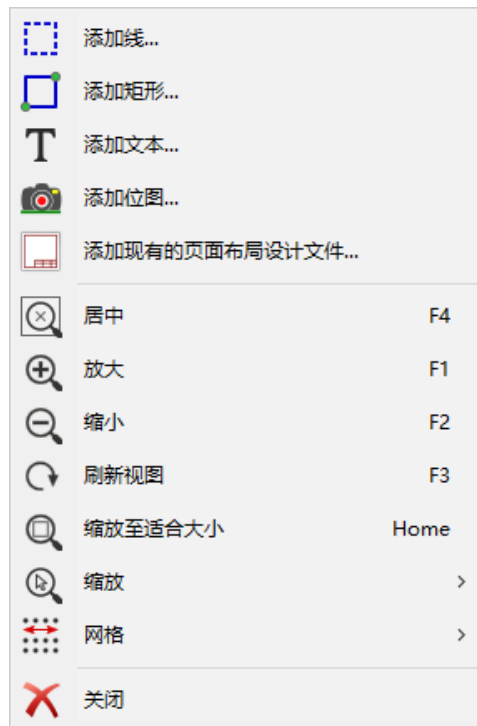 添加线...
添加矩形...
添加文本...
添加位图...
添加现有的页面布局设计文件...
居中 F4
放大 F1
缩小 F2
刷新视图 F3
缩放至适合大小 Home
缩放
网格
关闭